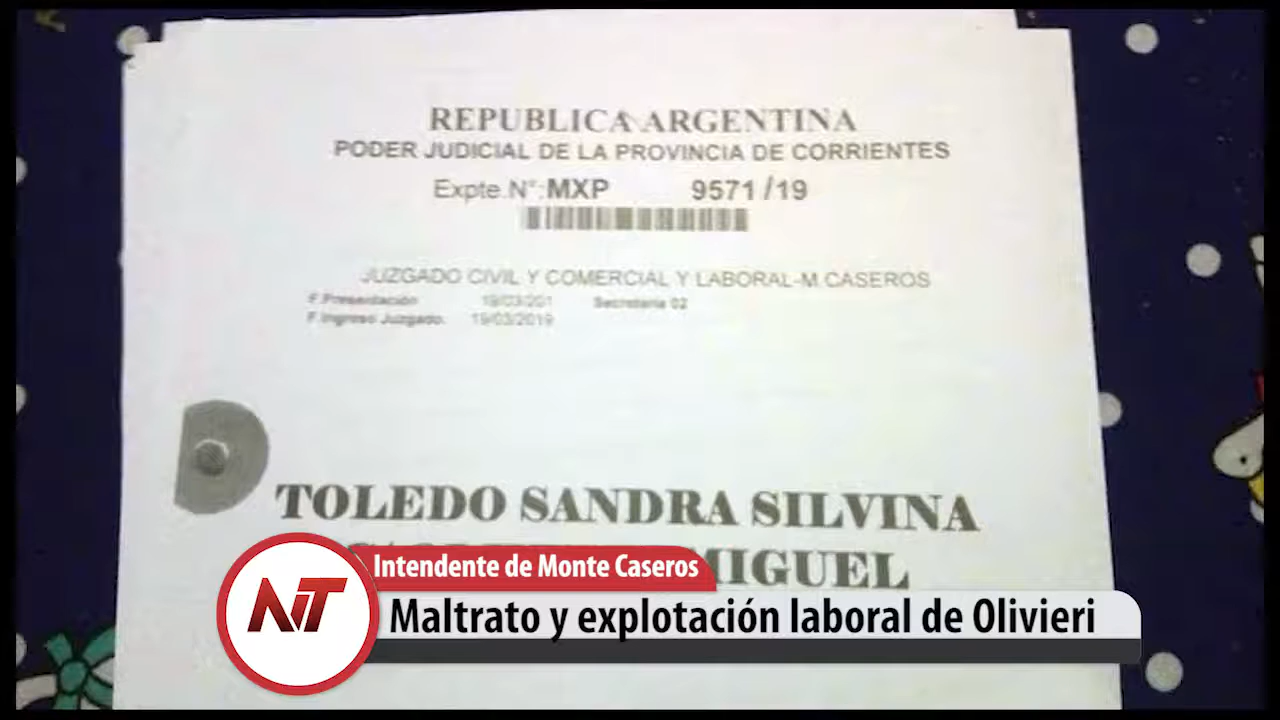 REPUBLICA ARGENTINA
PODER JUDICIAL DE LA PROVINCIA DE CORRIENTES
Expte.N°:MXP 9571/19
JUZGADO CIVIL Y COMERCIAL Y LABORAL-M CASEROS
F.Presentación 19/03/201 Secretaria 02
F.Ingreso Juzgado. 19/03/2019
TOLEDO SANDRA SILVINA
MIGUEL
Intendente de Monte Caseros
NT
Maltrato y explotación laboral de Olivieri